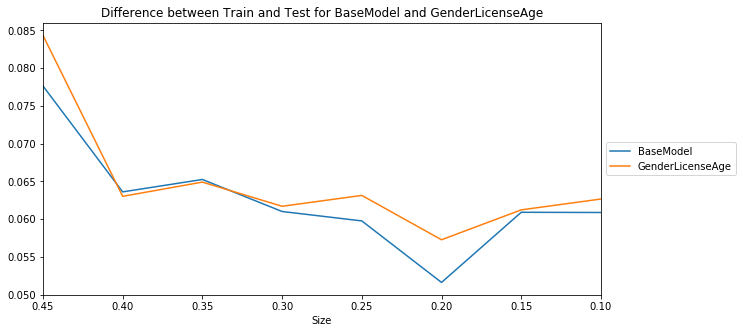 Difference between Train and Test for BaseModel and GenderLicenseAge
0.085
0.080
0.075
0.070
0.065
0.060
0.055
0.050
0.45 0.40 0.35 0.30 0.25 0.20 0.15 0.10
Size
BaseModel
GenderLicenseAge